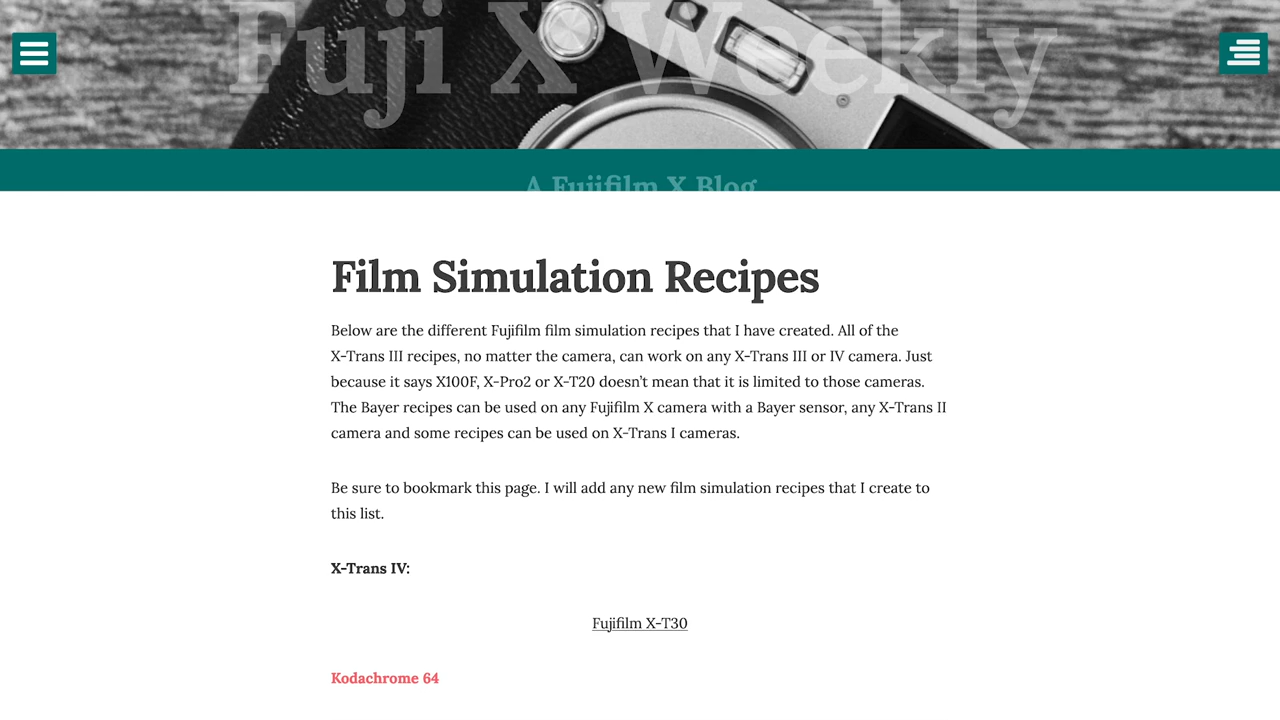 Fuji X Weekly
A Fujifilm X Blog
Film Simulation Recipes
Below are the different Fujifilm film simulation recipes that I have created. All of the
X-Trans III recipes, no matter the camera, can work on any X-Trans III or IV camera. Just
because it says X100F, X-Pro2 or X-T20 doesn’t mean that it is limited to those cameras.
The Bayer recipes can be used on any Fujifilm X camera with a Bayer sensor, any X-Trans II
camera and some recipes can be used on X-Trans I cameras.
Be sure to bookmark this page. I will add any new film simulation recipes that I create to
this list.
X-Trans IV:
Fujifilm X-T30
Kodachrome 64